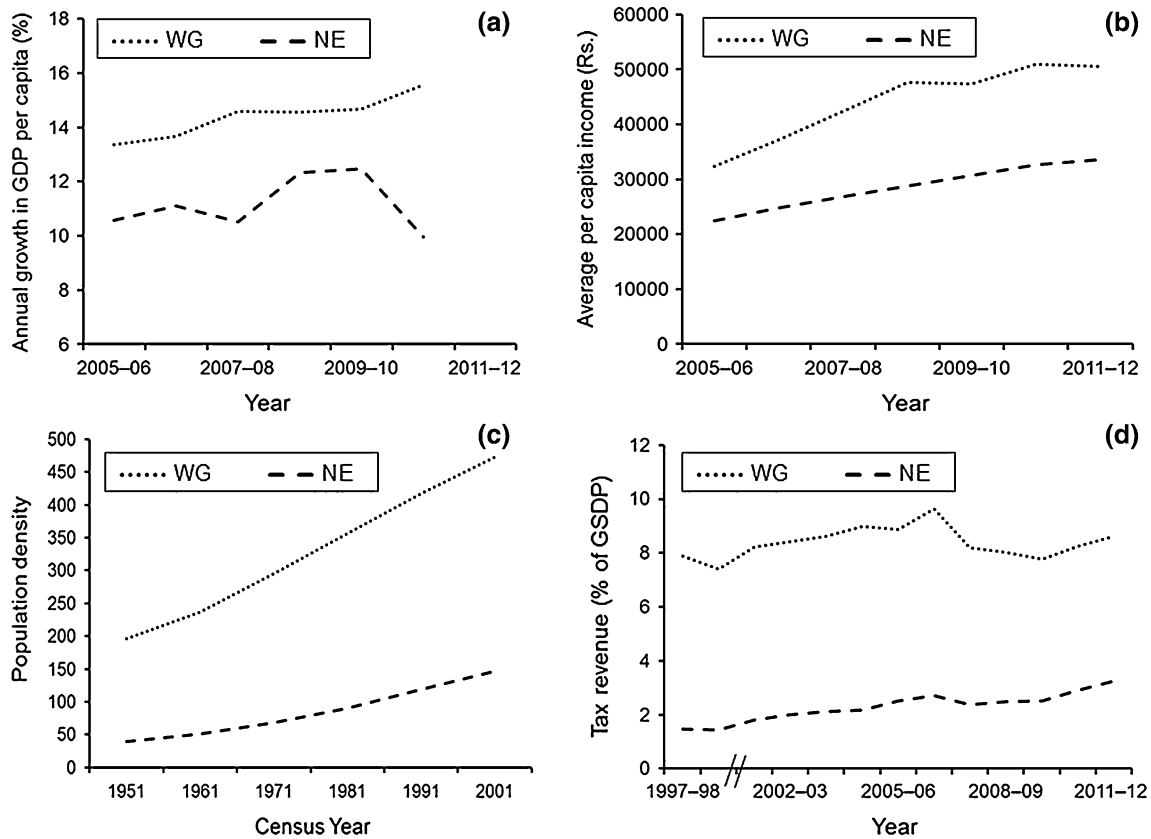 (a)
WG NE
Annual growth in GDP per capita (%)
18
16
14
12
10
8
6
2005–06 2007–08 2009–10 2011–12
Year
(b)
WG NE
Average per capita income (Rs.)
60000
50000
40000
30000
20000
10000
0
2005–06 2007–08 2009–10 2011–12
Year
(c)
WG NE
Population density
500
450
400
350
300
250
200
150
100
50
0
1951 1961 1971 1981 1991 2001
Census Year
(d)
WG NE
Tax revenue (% of GSDP)
12
10
8
6
4
2
0
1997–98 2002–03 2005–06 2008–09 2011–12
Year